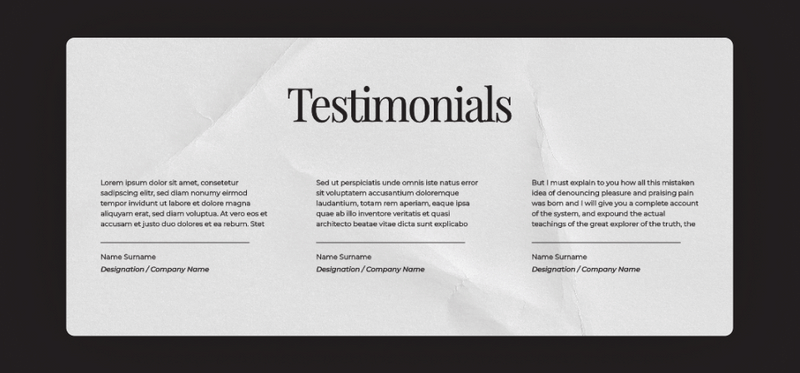 Testimonials
Lorem ipsum dolor sit amet, consetetur
sadipscing elitr, sed diam nonumy eirmod
tempor invidunt ut labore et dolore magna
aliquyam erat, sed diam voluptua. At vero eos et
accusam et justo duo dolores et ea rebum. Stet
Name Surname
Designation / Company Name
Sed ut perspiciatis unde omnis iste natus error
sit voluptatem accusantium doloremque
laudantium, totam rem aperiam, eaque ipsa
quae ab illo inventore veritatis et quasi
architecto beatae vitae dicta sunt explicabo
Name Surname
Designation / Company Name
But I must explain to you how all this mistaken
idea of denouncing pleasure and praising pain
was born and I will give you a complete account
of the system, and expound the actual
teachings of the great explorer of the truth, the
Name Surname
Designation / Company Name